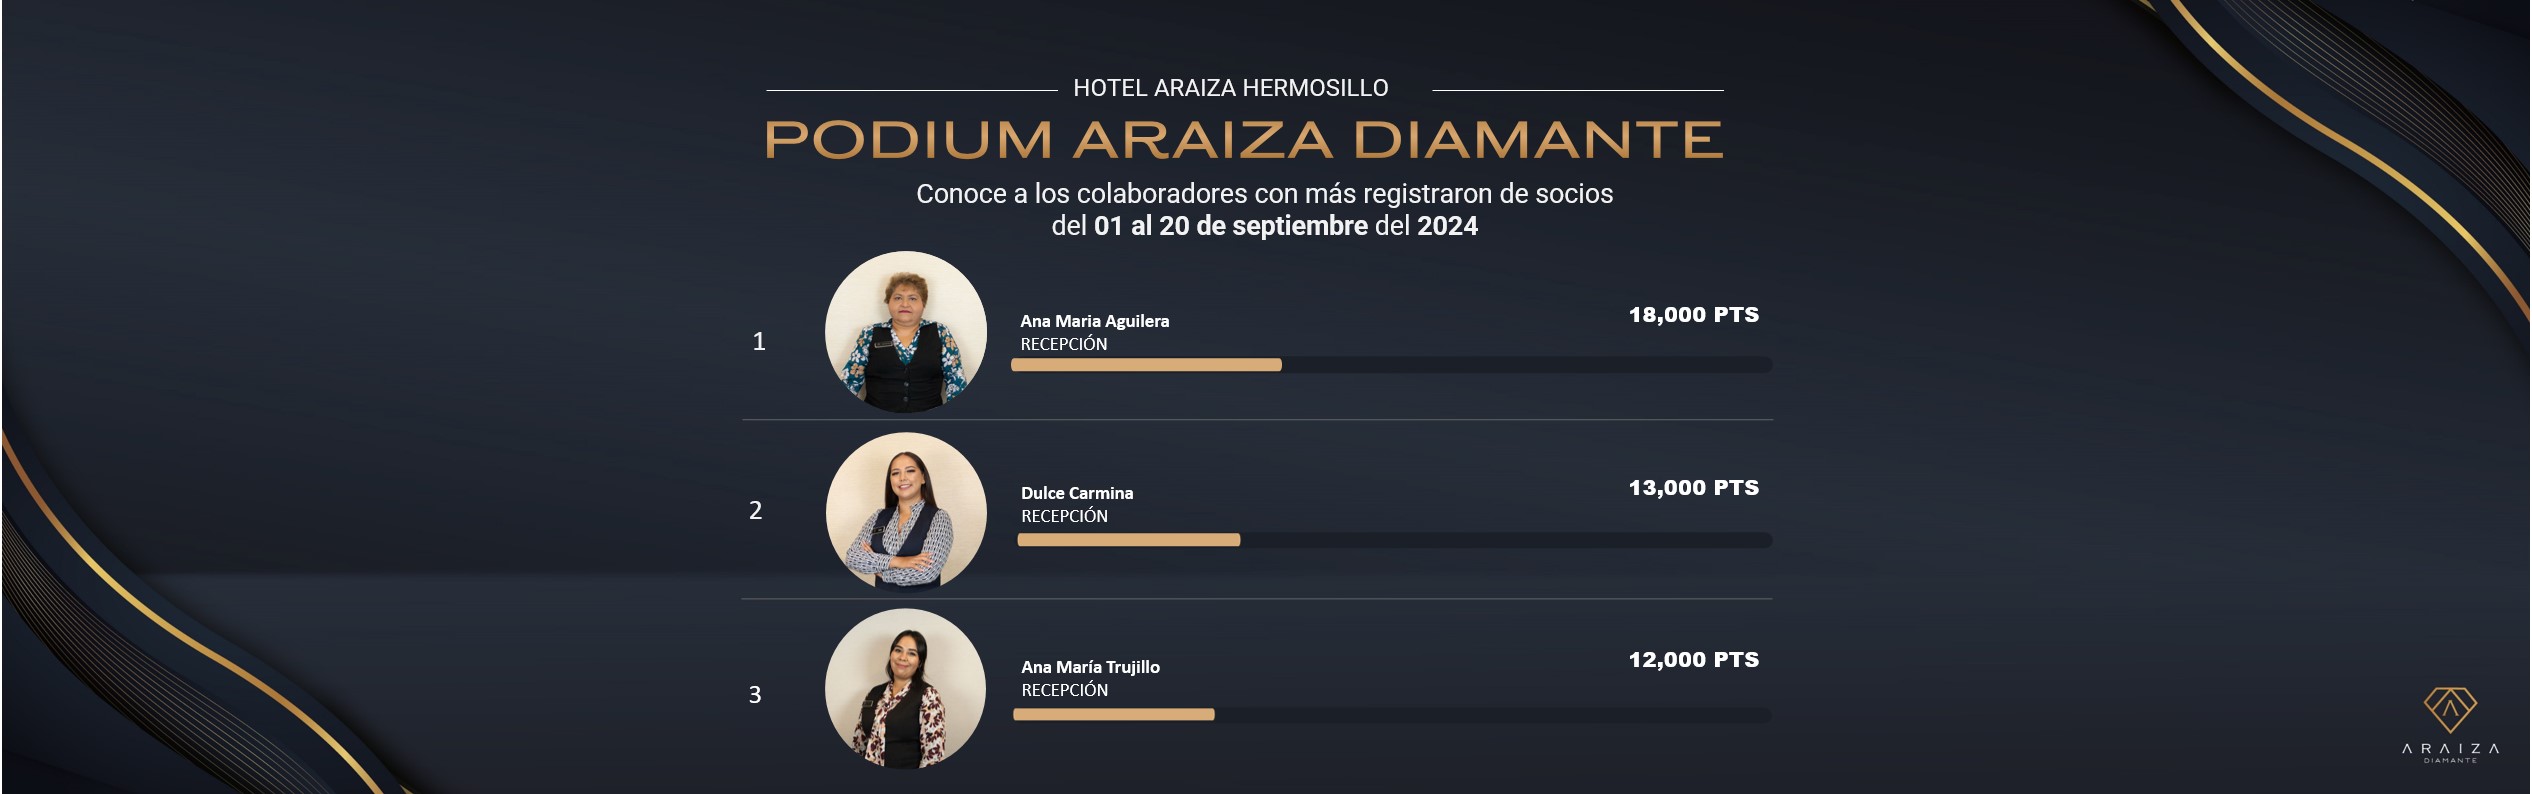 HOTEL ARAIZA HERMOSILLO
PODIUM ARAIZA DIAMANTE
Conoce a los colaboradores con más registraron de socios
del 01 al 20 de septiembre del 2024
1
Ana Maria Aguilera
RECEPCIÓN
18,000 PTS
2
Dulce Carmina
RECEPCIÓN
13,000 PTS
3
Ana María Trujillo
RECEPCIÓN
12,000 PTS
ARAIZA
DIAMANTE